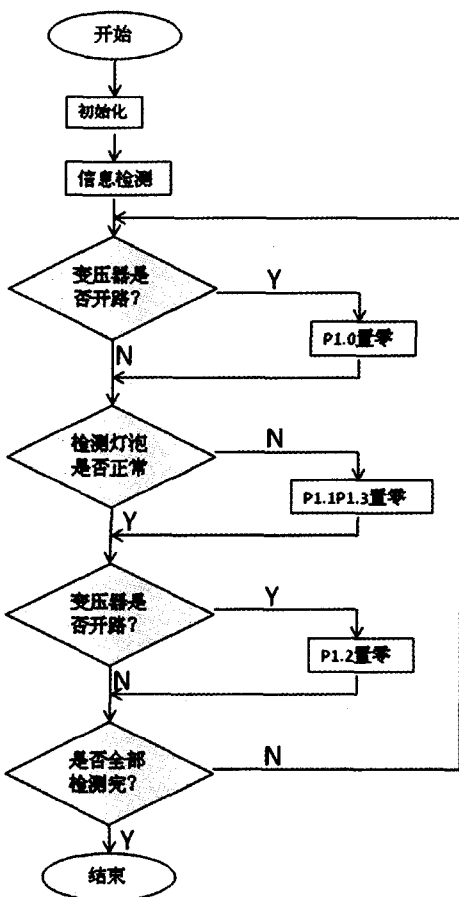 开始
初始化
信息检测
变压器是
否开路?
Y
P1.0置零
N
检测灯泡
是否正常
N
P1.1P1.3置零
Y
变压器是
否开路?
Y
P1.2置零
N
是否全部
检测完?
N
Y
结束